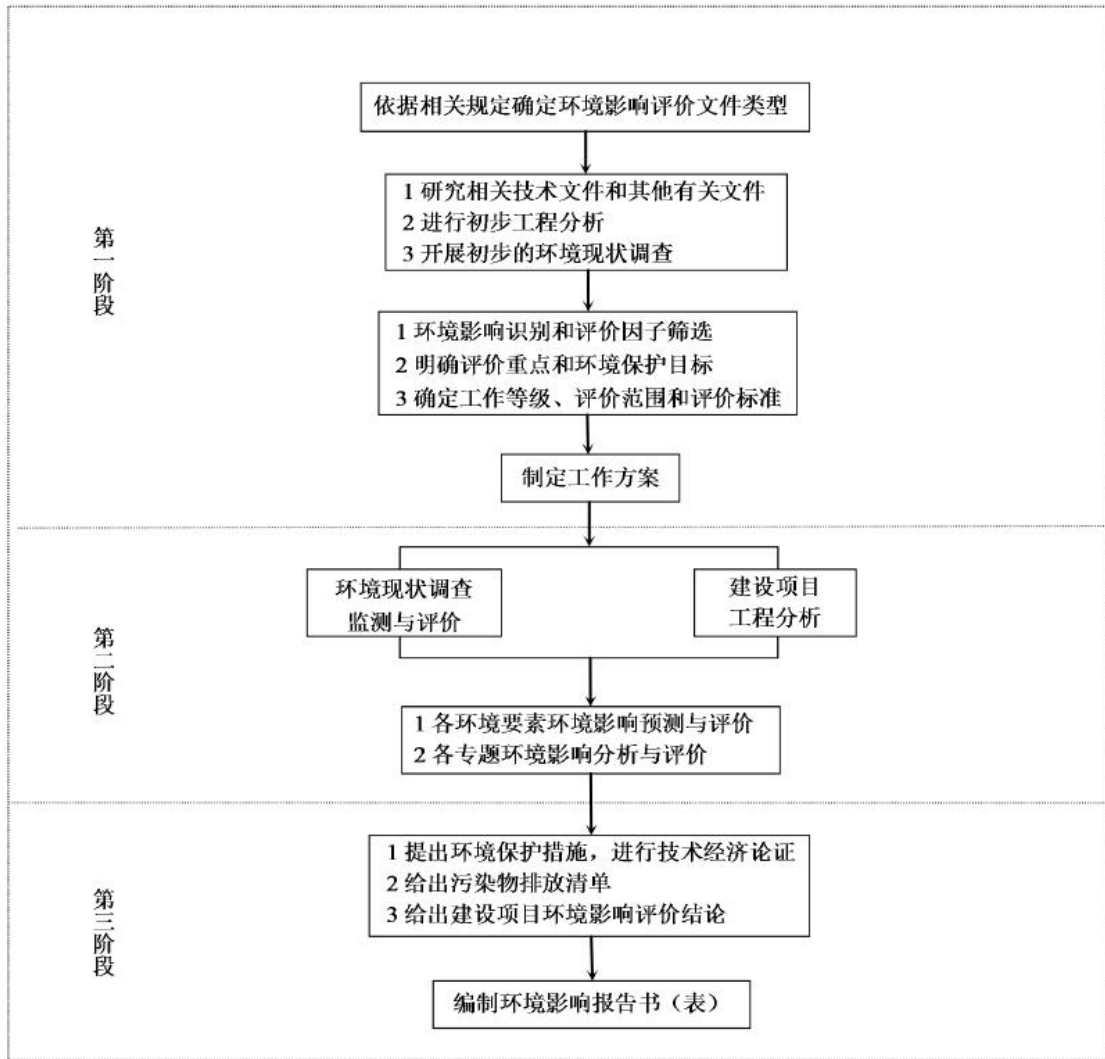 依据相关规定确定环境影响评价文件类型
1 研究相关技术文件和其他有关文件
2 进行初步工程分析
3 开展初步的环境现状调查
第一阶段
1 环境影响识别和评价因子筛选
2 明确评价重点和环境保护目标
3 确定工作等级、评价范围和评价标准
制定工作方案
环境现状调查
监测与评价
建设项目
工程分析
第二阶段
1 各环境要素环境影响预测与评价
2 各专题环境影响分析与评价
1 提出环境保护措施，进行技术经济论证
2 给出污染物排放清单
3 给出建设项目环境影响评价结论
第三阶段
编制环境影响报告书（表）